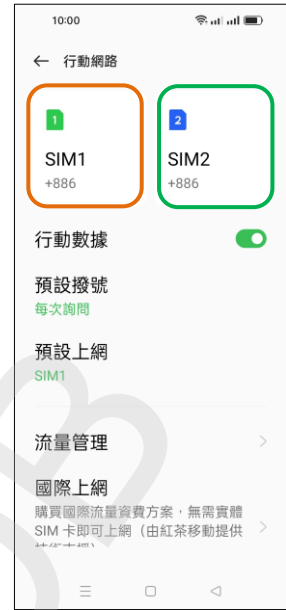 10:00
← 行動網路
1
2
SIM1
SIM2
+886
+886
行動數據
預設撥號
每次詢問
預設上網
SIM1
流量管理
國際上網
購買國際流量資費方案，無需實體
SIM 卡即可上網（由紅茶移動提供